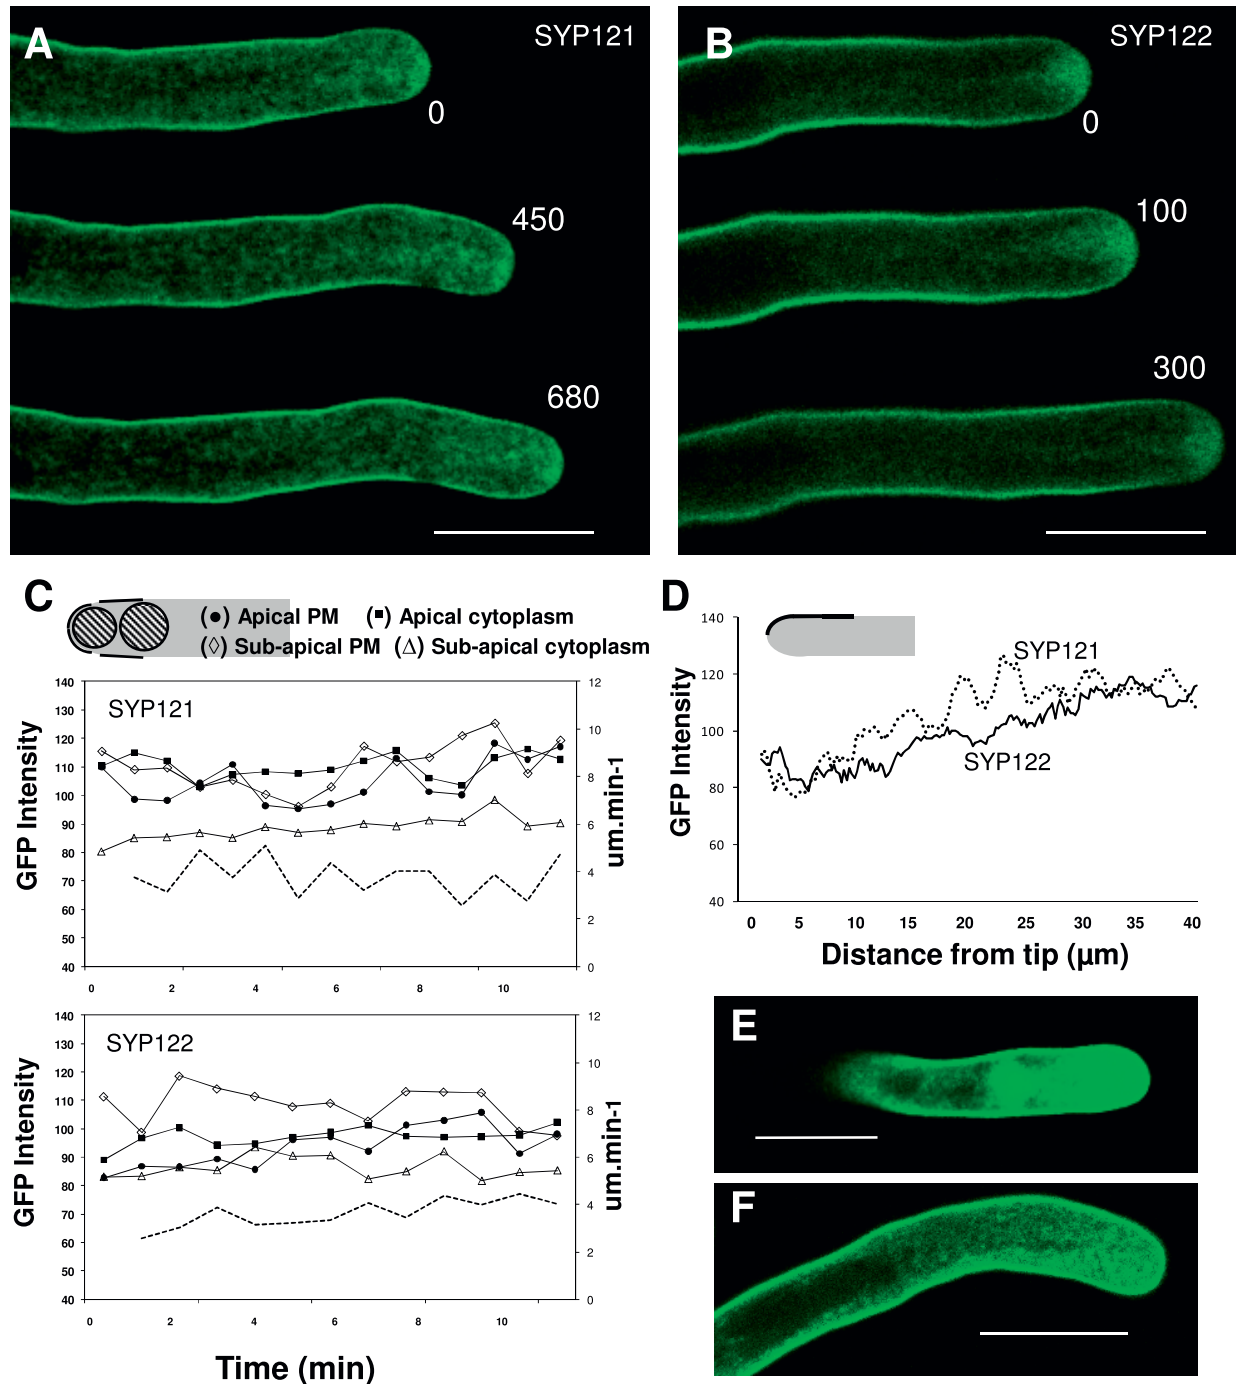 A
SYP121
0
450
680
B
SYP122
0
100
300
C
(●) Apical PM (■) Apical cytoplasm
(◇) Sub-apical PM (△) Sub-apical cytoplasm
SYP121
GFP Intensity
140
130
120
110
100
90
80
70
60
50
40
12
10
8
6
4
2
0
um.min-1
0 2 4 6 8 10
SYP122
GFP Intensity
140
130
120
110
100
90
80
70
60
50
40
12
10
8
6
4
2
0
um.min-1
0 2 4 6 8 10
Time (min)
D
GFP Intensity
140
120
100
80
60
40
SYP121
SYP122
0 5 10 15 20 25 30 35 40
Distance from tip (µm)
E
F